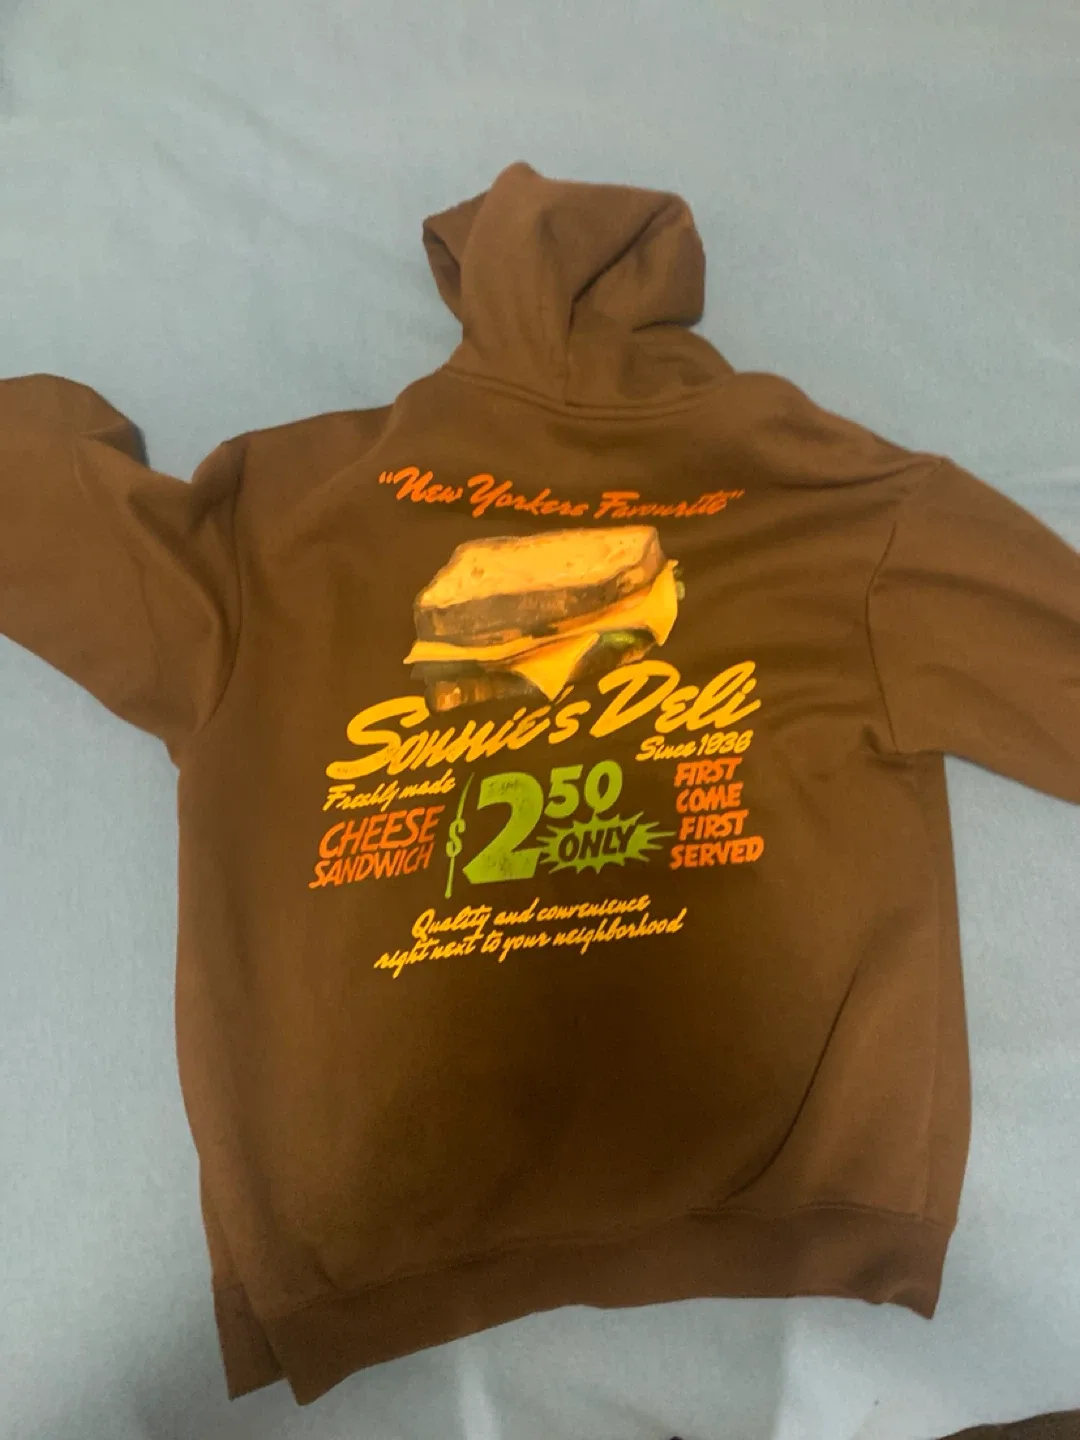 "New Yorkers Favourite"
Sonnie's Deli
Since 1936
Freshly made
CHEESE
SANDWICH
$2 50
ONLY
FIRST
COME
FIRST
SERVED
Quality and convenience
right next to your neighborhood